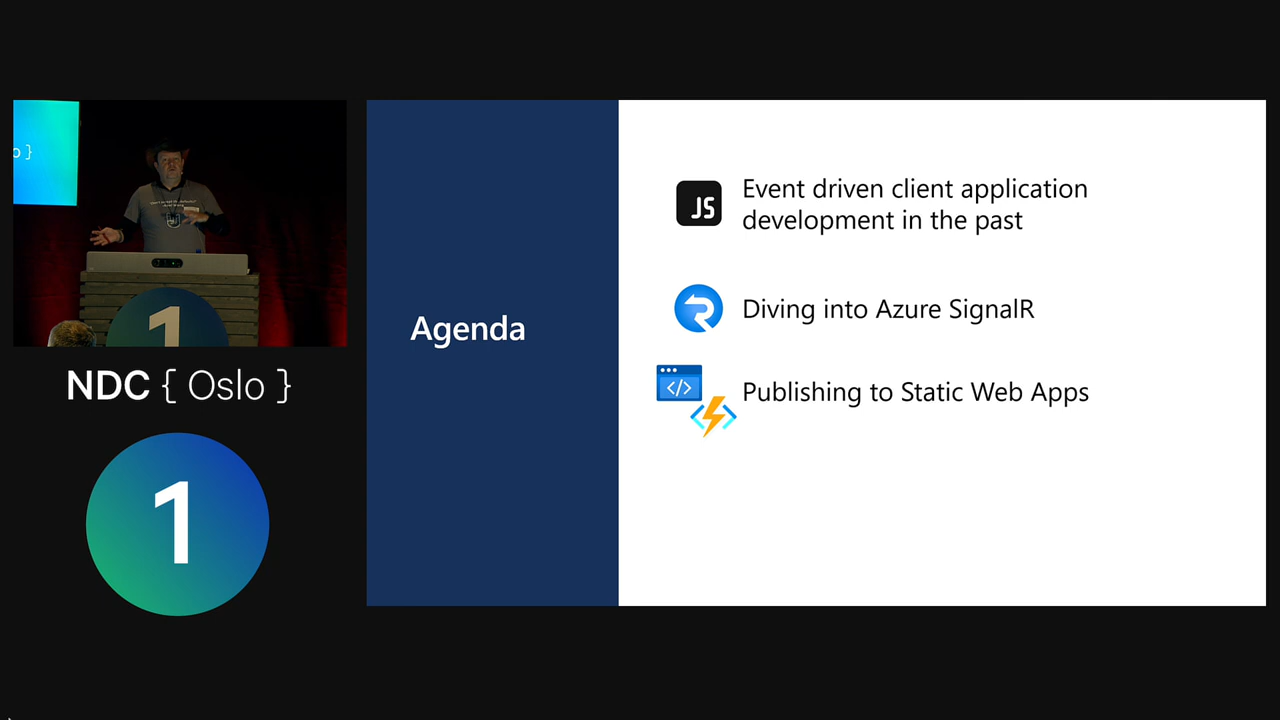 o }
1
NDC { Oslo }
1
Agenda
JS
Event driven client application
development in the past
Diving into Azure SignalR
</>
Publishing to Static Web Apps